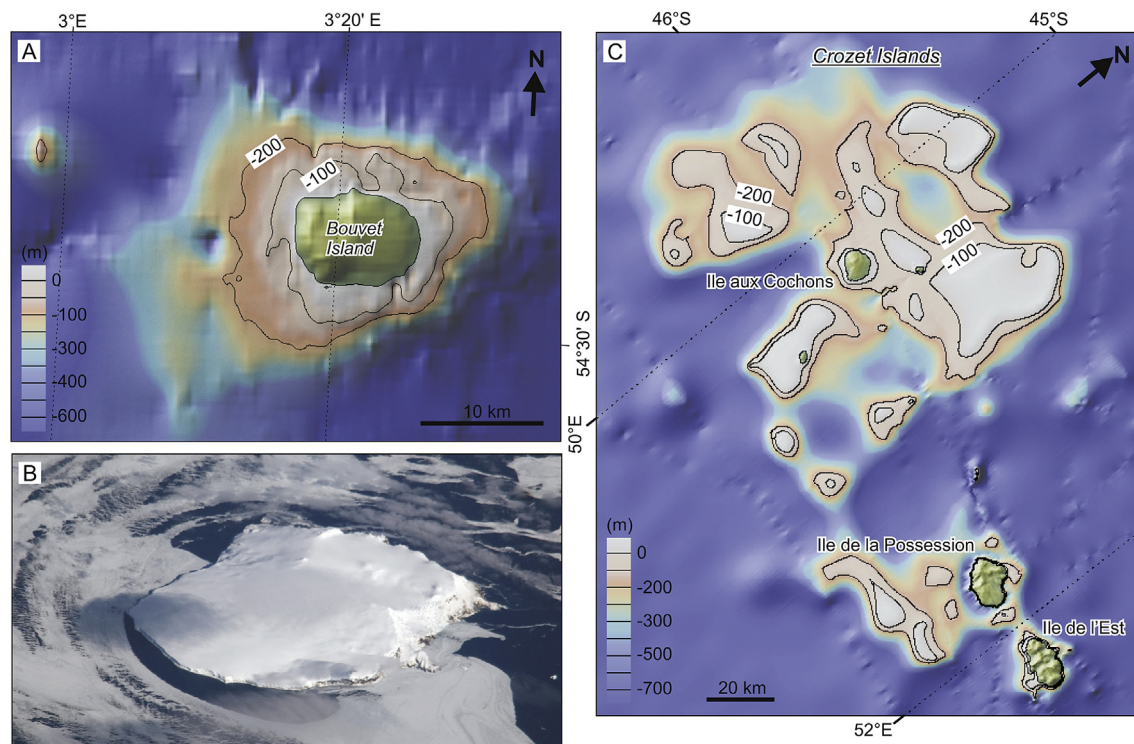 3°E
3°20' E
A
N
-200
-100
Bouvet
Island
(m)
0
-100
-300
-400
-600
10 km
54°30' S
B
46°S
45°S
C
Crozet Islands
N
-200
-100
-200
-100
Ile aux Cochons
50°E
Ile de la Possession
Ile de l'Est
(m)
0
-200
-300
-500
-700
20 km
52°E